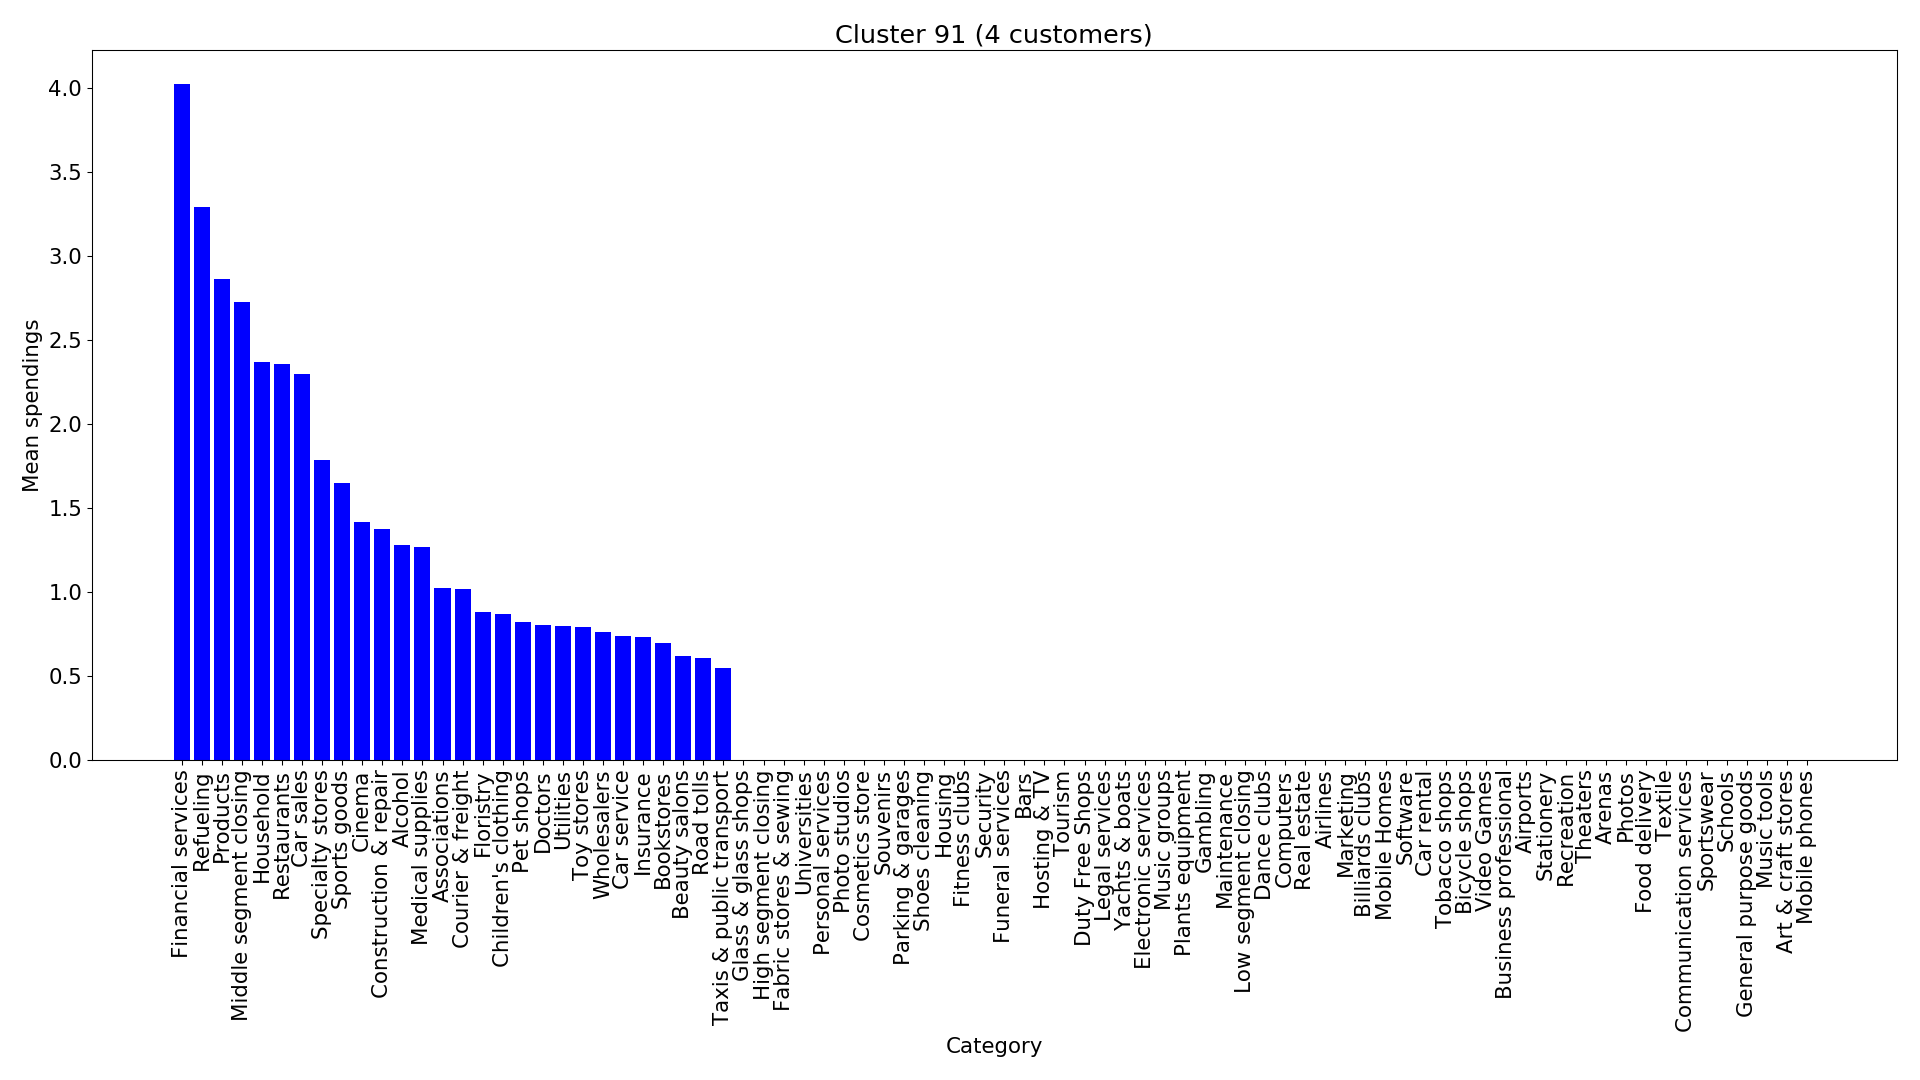 Cluster 91 (4 customers)
Mean spendings
4.0
3.5
3.0
2.5
2.0
1.5
1.0
0.5
0.0
Financial services
Refueling
Products
Middle segment closing
Household
Restaurants
Car sales
Specialty stores
Sports goods
Cinema
Construction & repair
Alcohol
Medical supplies
Associations
Courier & freight
Floristry
Children's clothing
Pet shops
Doctors
Utilities
Toy stores
Wholesalers
Car service
Insurance
Bookstores
Beauty salons
Road tolls
Taxis & public transport
Glass & glass shops
High segment closing
Fabric stores & sewing
Universities
Personal services
Photo studios
Cosmetics store
Souvenirs
Parking & garages
Shoes cleaning
Housing
Fitness clubs
Security
Funeral services
Bars
Hosting & TV
Tourism
Duty Free Shops
Legal services
Yachts & boats
Electronic services
Music groups
Plants equipment
Gambling
Maintenance
Low segment closing
Dance clubs
Computers
Real estate
Airlines
Marketing
Billiards clubs
Mobile Homes
Software
Car rental
Tobacco shops
Bicycle shops
Video Games
Business professional
Airports
Stationery
Recreation
Theaters
Arenas
Photos
Food delivery
Textile
Communication services
Sportswear
Schools
General purpose goods
Music tools
Art & craft stores
Mobile phones
Category